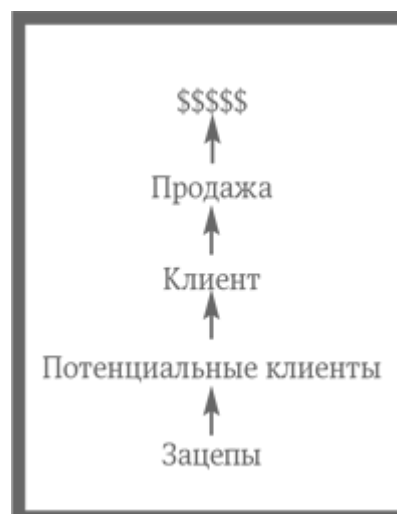 $$$$$
Продажа
Клиент
Потенциальные клиенты
Зацепы